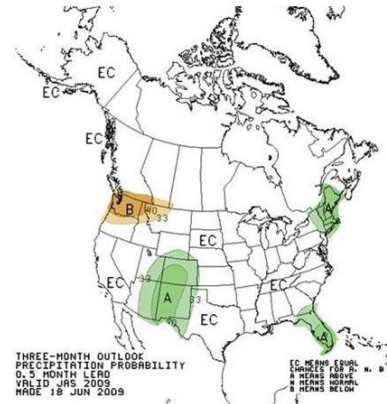 EC
EC
EC
B
40
33
A
EC
33
EC
A
33
EC
EC
40
A
THREE-MONTH OUTLOOK
PRECIPITATION PROBABILITY
0.5 MONTH LEAD
VALID JAS 2009
MADE 18 JUN 2009
EC MEANS EQUAL
CHANCES FOR A, N, B
A MEANS ABOVE
N MEANS NORMAL
B MEANS BELOW